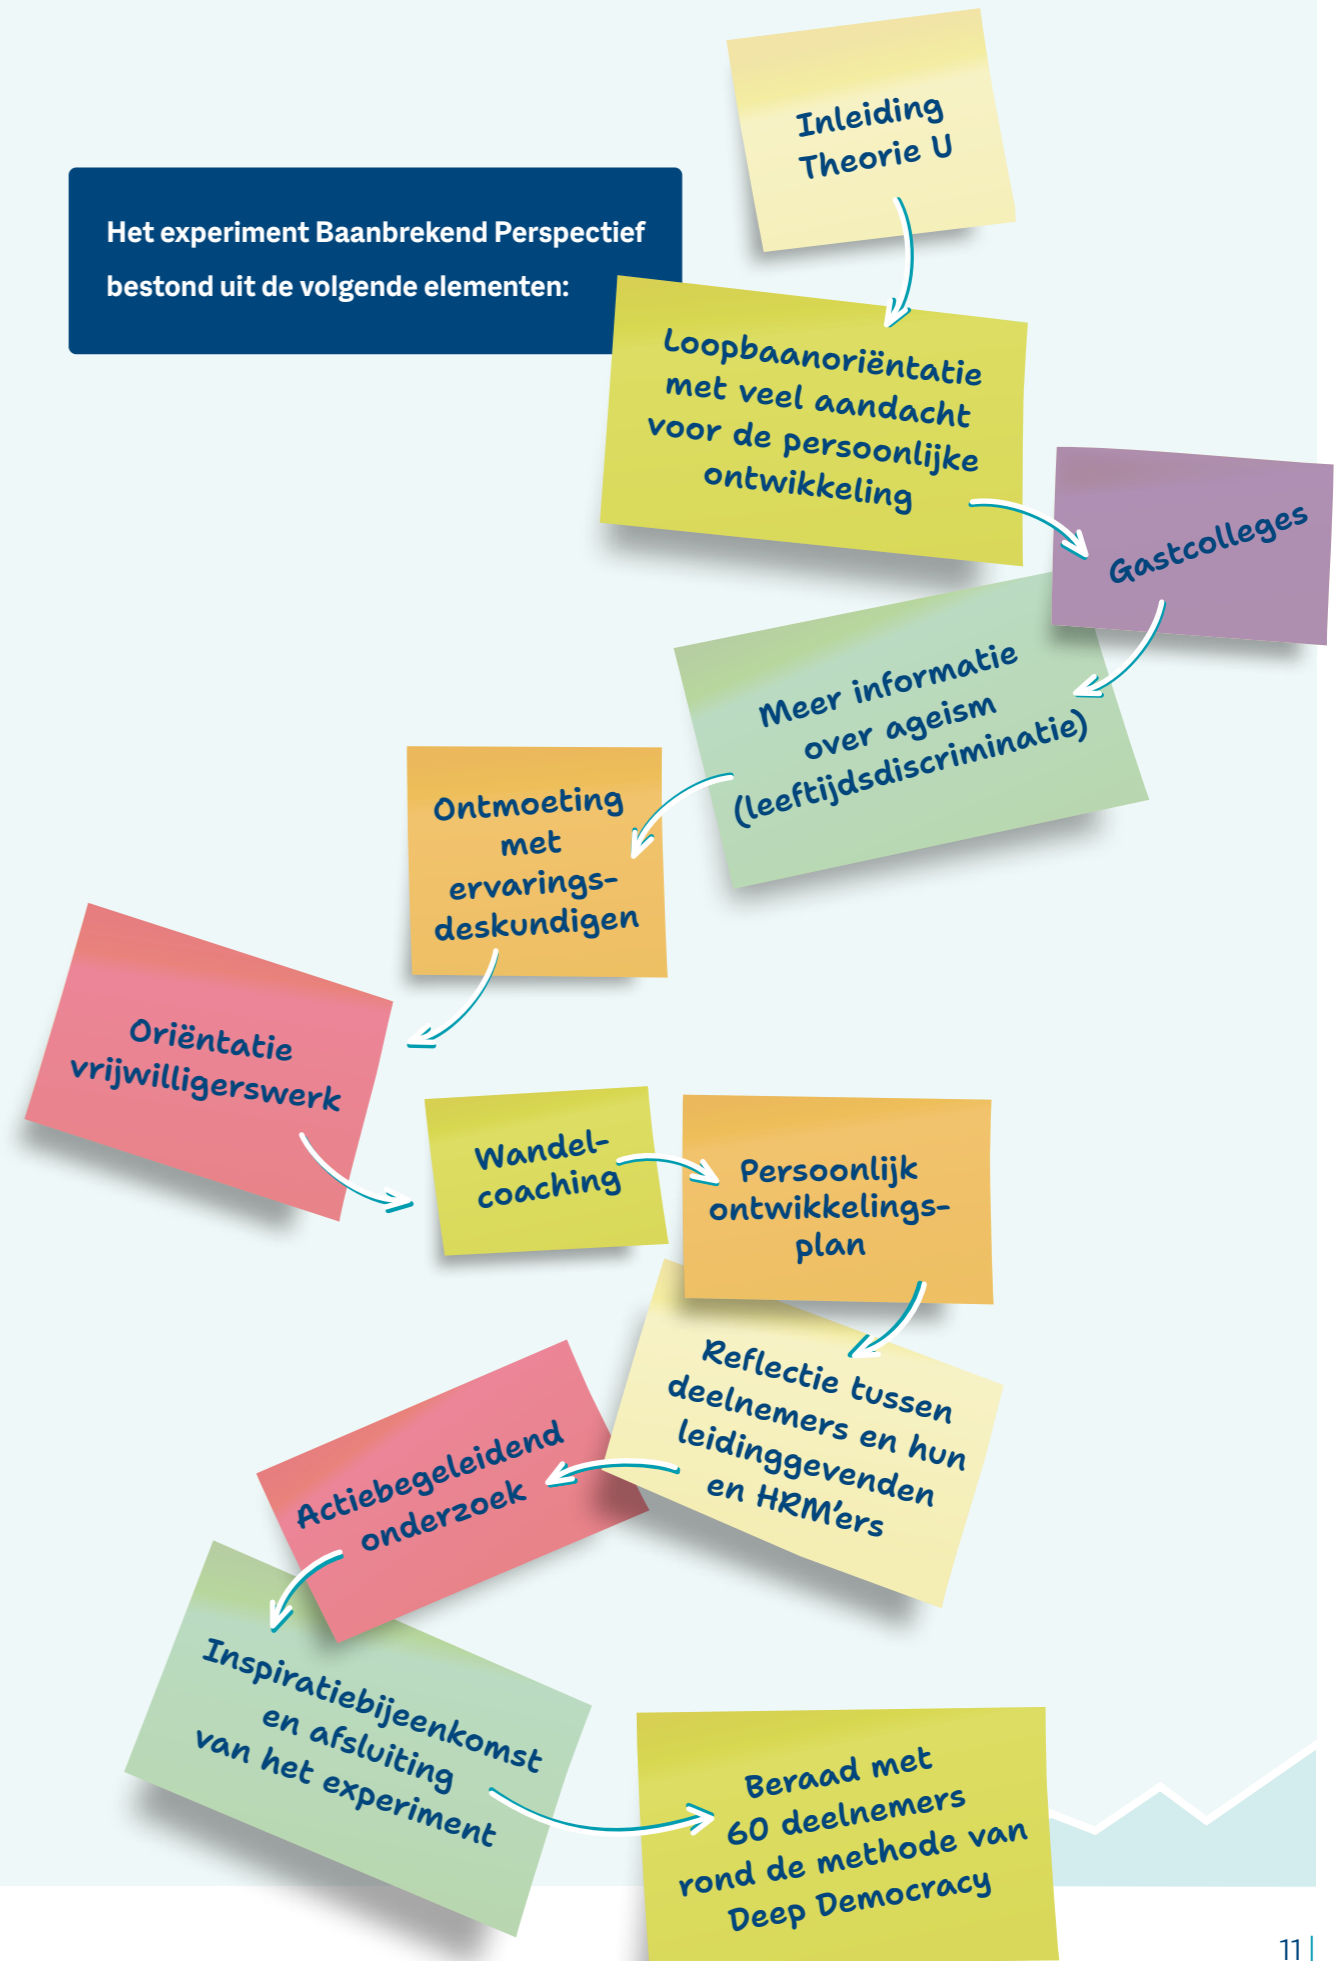 Het experiment Baanbrekend Perspectief
bestond uit de volgende elementen:
Inleiding
Theorie U
Loopbaanoriëntatie
met veel aandacht
voor de persoonlijke
ontwikkeling
Gastcolleges
Meer informatie
over ageism
(leeftijdsdiscriminatie)
Ontmoeting
met
ervarings-
deskundigen
Oriëntatie
vrijwilligerswerk
Wandel-
coaching
Persoonlijk
ontwikkelings-
plan
Reflectie tussen
deelnemers en hun
leidinggevenden
en HRM'ers
Actiebegeleidend
onderzoek
Inspiratiebijeenkomst
en afsluiting
van het experiment
Beraad met
60 deelnemers
rond de methode van
Deep Democracy
11 |